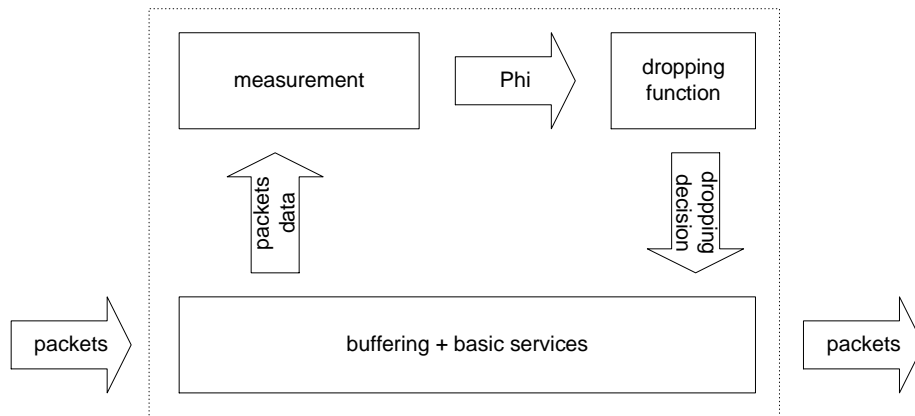 measurement
Phi
dropping
function
packets
data
dropping
decision
packets
buffering + basic services
packets